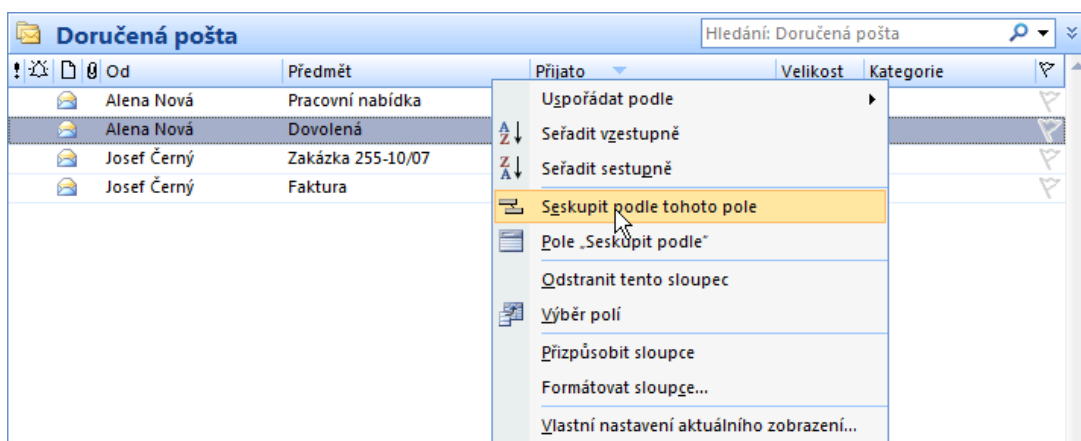 Doručená pošta
Hledání: Doručená pošta
Od Předmět Přijato Velikost Kategorie
Alena Nová Pracovní nabídka
Alena Nová Dovolená
Josef Černý Zakázka 255-10/07
Josef Černý Faktura
Uspořádat podle
Seřadit vzestupně
Seřadit sestupně
Seskupit podle tohoto pole
Pole „Seskupit podle“
Odstranit tento sloupec
Výběr polí
Přizpůsobit sloupce
Formátovat sloupce...
Vlastní nastavení aktuálního zobrazení...